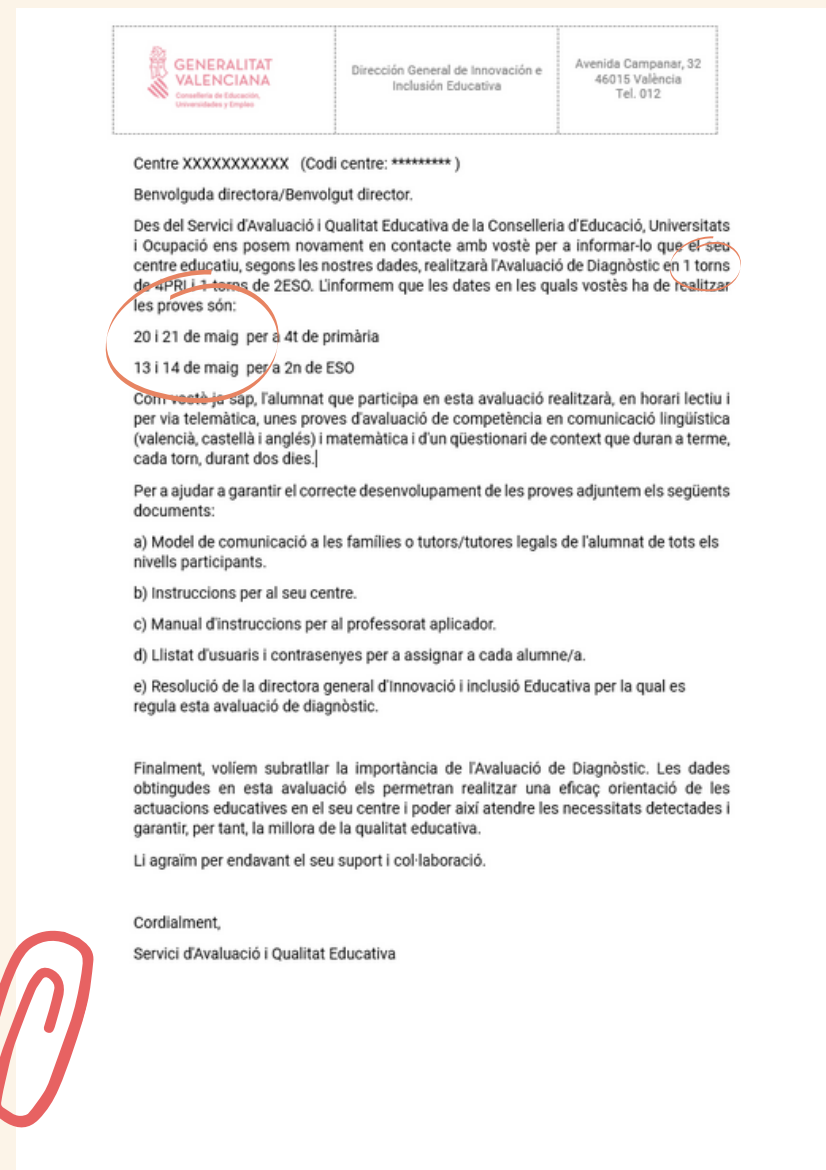 GENERALITAT
VALENCIANA
Conselleria de Educación,
Universidades y Empleo
Dirección General de Innovación e
Inclusión Educativa
Avenida Campanar, 32
46015 València
Tel. 012
Centre XXXXXXXXXXX (Codi centre: ********* )
Benvolguda directora/Benvolgut director.
Des del Servici d'Avaluació i Qualitat Educativa de la Conselleria d'Educació, Universitats
i Ocupació ens posem novament en contacte amb vostè per a informar-lo que el seu
centre educatiu, segons les nostres dades, realitzarà l'Avaluació de Diagnòstic en 1 torns
de 4PRI i 1 torns de 2ESO. L'informem que les dates en les quals vostès ha de realitzar
les proves són:
20 i 21 de maig per a 4t de primària
13 i 14 de maig per a 2n de ESO
Com vostè ja sap, l'alumnat que participa en esta avaluació realitzarà, en horari lectiu i
per via telemàtica, unes proves d'avaluació de competència en comunicació lingüística
(valencià, castellà i anglés) i matemàtica i d'un qüestionari de context que duran a terme,
cada torn, durant dos dies.
Per a ajudar a garantir el correcte desenvolupament de les proves adjuntem els següents
documents:
a) Model de comunicació a les famílies o tutors/tutores legals de l'alumnat de tots els
nivells participants.
b) Instruccions per al seu centre.
c) Manual d'instruccions per al professorat aplicador.
d) Llistat d'usuaris i contrasenyes per a assignar a cada alumne/a.
e) Resolució de la directora general d'Innovació i inclusió Educativa per la qual es
regula esta avaluació de diagnòstic.
Finalment, volíem subratllar la importància de l'Avaluació de Diagnòstic. Les dades
obtingudes en esta avaluació els permetran realitzar una eficaç orientació de les
actuacions educatives en el seu centre i poder així atendre les necessitats detectades i
garantir, per tant, la millora de la qualitat educativa.
Li agraïm per endavant el seu suport i col·laboració.
Cordialment,
Servici d'Avaluació i Qualitat Educativa